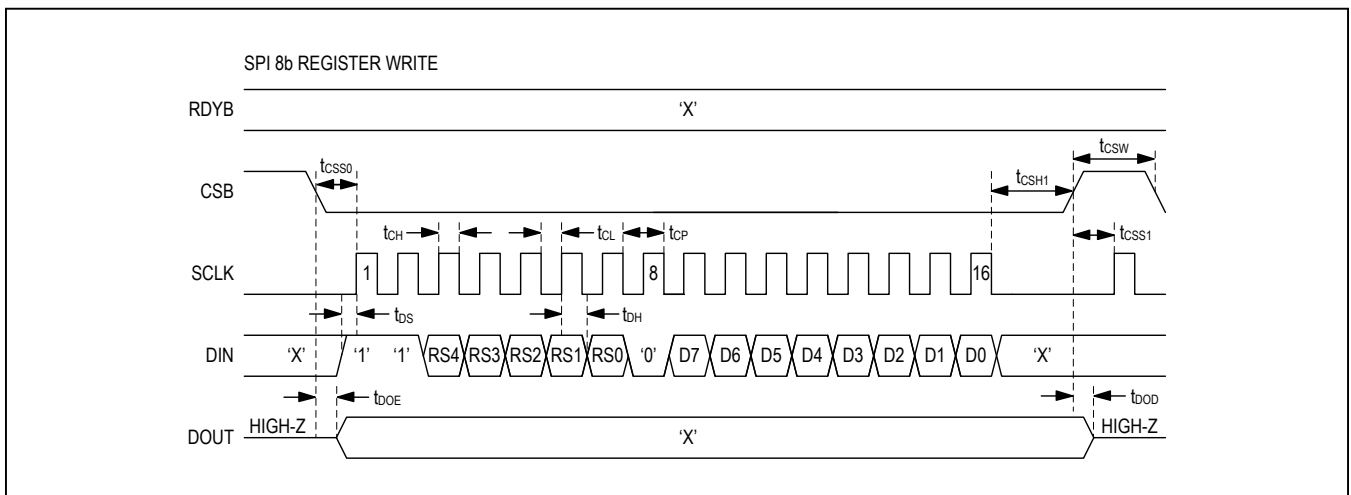 SPI 8b REGISTER WRITE
RDYB 'X'
tCSS0 tCSW
CSB tCSH1
tCH tCL tCP tCSS1
SCLK 1 8 16
tDS tDH
DIN 'X' '1' '1' RS4 RS3 RS2 RS1 RS0 '0' D7 D6 D5 D4 D3 D2 D1 D0 'X'
tDOE tDOD
DOUT HIGH-Z 'X' HIGH-Z